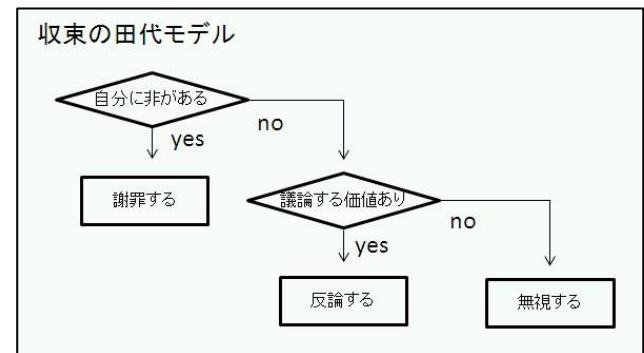 収束の田代モデル
自分に非がある
yes
no
謝罪する
議論する価値あり
yes
no
反論する
無視する